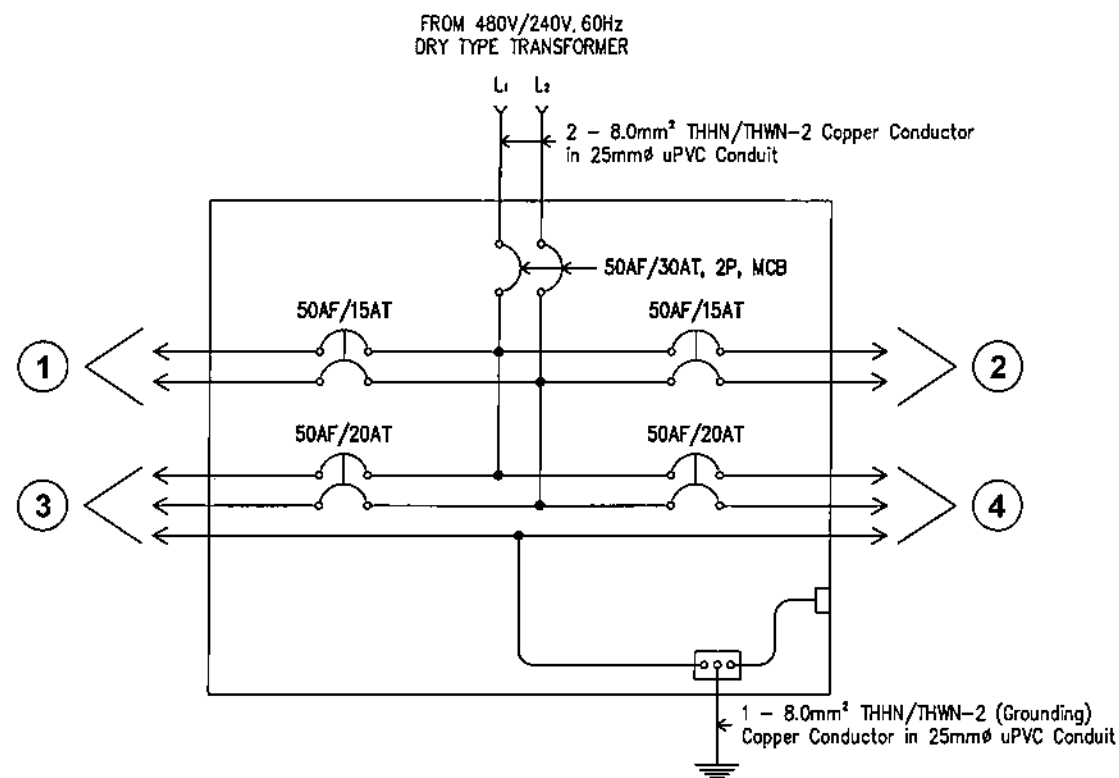 FROM 480V/240V, 60Hz
DRY TYPE TRANSFORMER
L₁ L₂
2 - 8.0mm² THHN/THWN-2 Copper Conductor
in 25mmø uPVC Conduit
50AF/30AT, 2P, MCB
50AF/15AT 50AF/15AT
1 2
50AF/20AT 50AF/20AT
3 4
1 - 8.0mm² THHN/THWN-2 (Grounding)
Copper Conductor in 25mmø uPVC Conduit